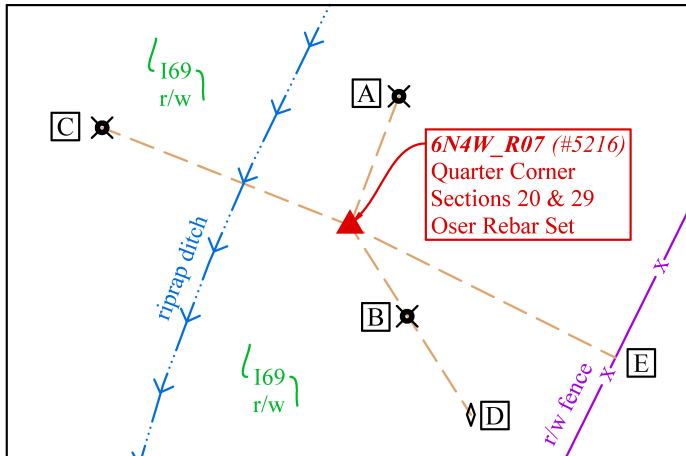 I69
r/w
A
C
6N4W_R07 (#5216)
Quarter Corner
Sections 20 & 29
Oser Rebar Set
riprap ditch
x
B
E
x
I69
r/w
r/w fence
D